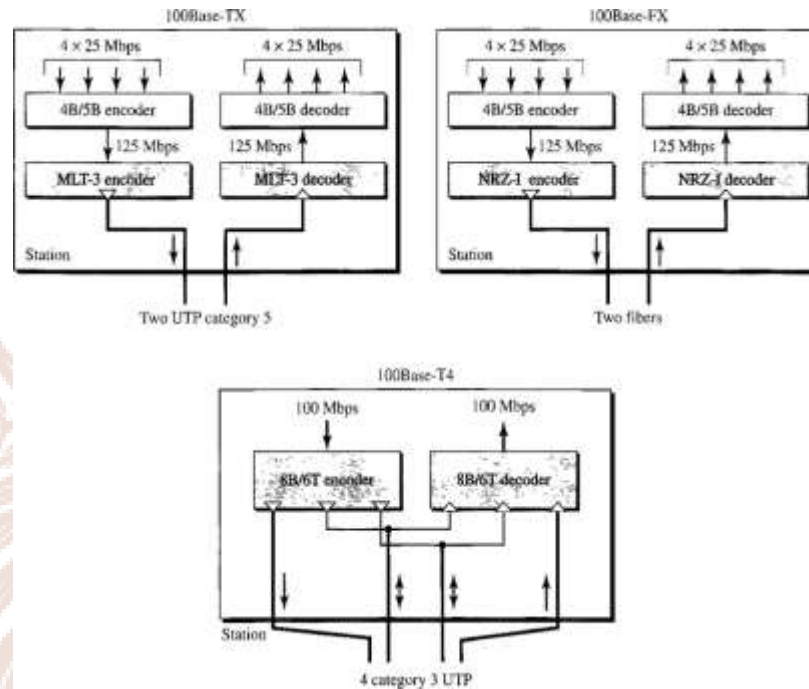 100Base-TX
4 × 25 Mbps
4 × 25 Mbps
4B/5B encoder
4B/5B decoder
125 Mbps
125 Mbps
MLT-3 encoder
MLT-3 decoder
Station
Two UTP category 5
100Base-FX
4 × 25 Mbps
4 × 25 Mbps
4B/5B encoder
4B/5B decoder
125 Mbps
125 Mbps
NRZ-I encoder
NRZ-I decoder
Station
Two fibers
100Base-T4
100 Mbps
100 Mbps
8B/6T encoder
8B/6T decoder
Station
4 category 3 UTP